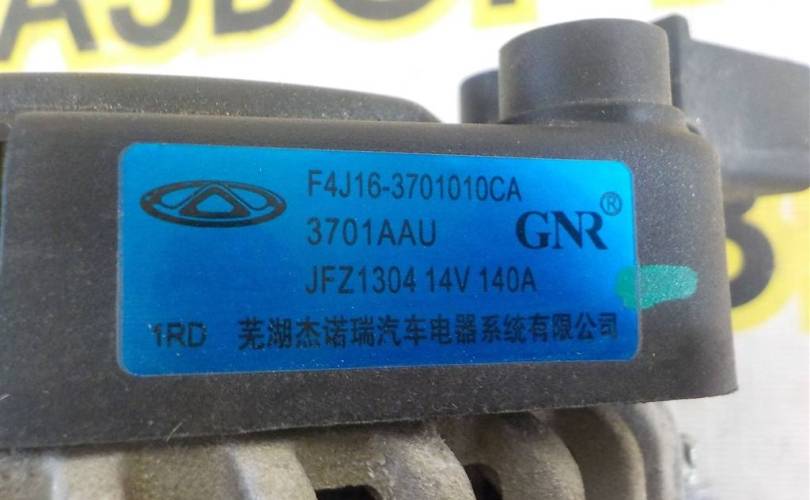 РАЗБОР
F4J16-3701010CA
3701AAU
GNR®
JFZ1304 14V 140A
1RD 芜湖杰诺瑞汽车电器系统有限公司